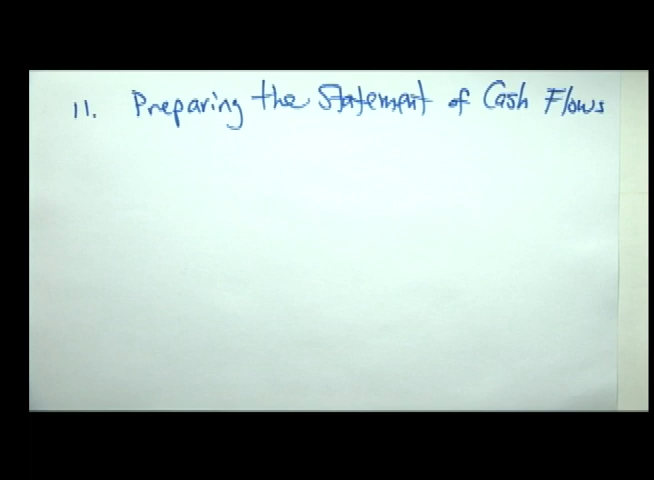 11. Preparing the Statement of Cash Flows